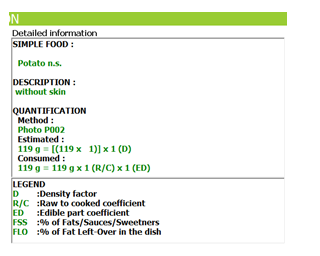 ON
Detailed information
SIMPLE FOOD :
Potato n.s.
DESCRIPTION :
without skin
QUANTIFICATION
Method :
Photo P002
Estimated :
119 g = [(119 x 1)] x 1 (D)
Consumed :
119 g = 119 g x 1 (R/C) x 1 (ED)
LEGEND
D :Density factor
R/C :Raw to cooked coefficient
ED :Edible part coefficient
FSS :% of Fats/Sauces/Sweetners
FLO :% of Fat Left-Over in the dish